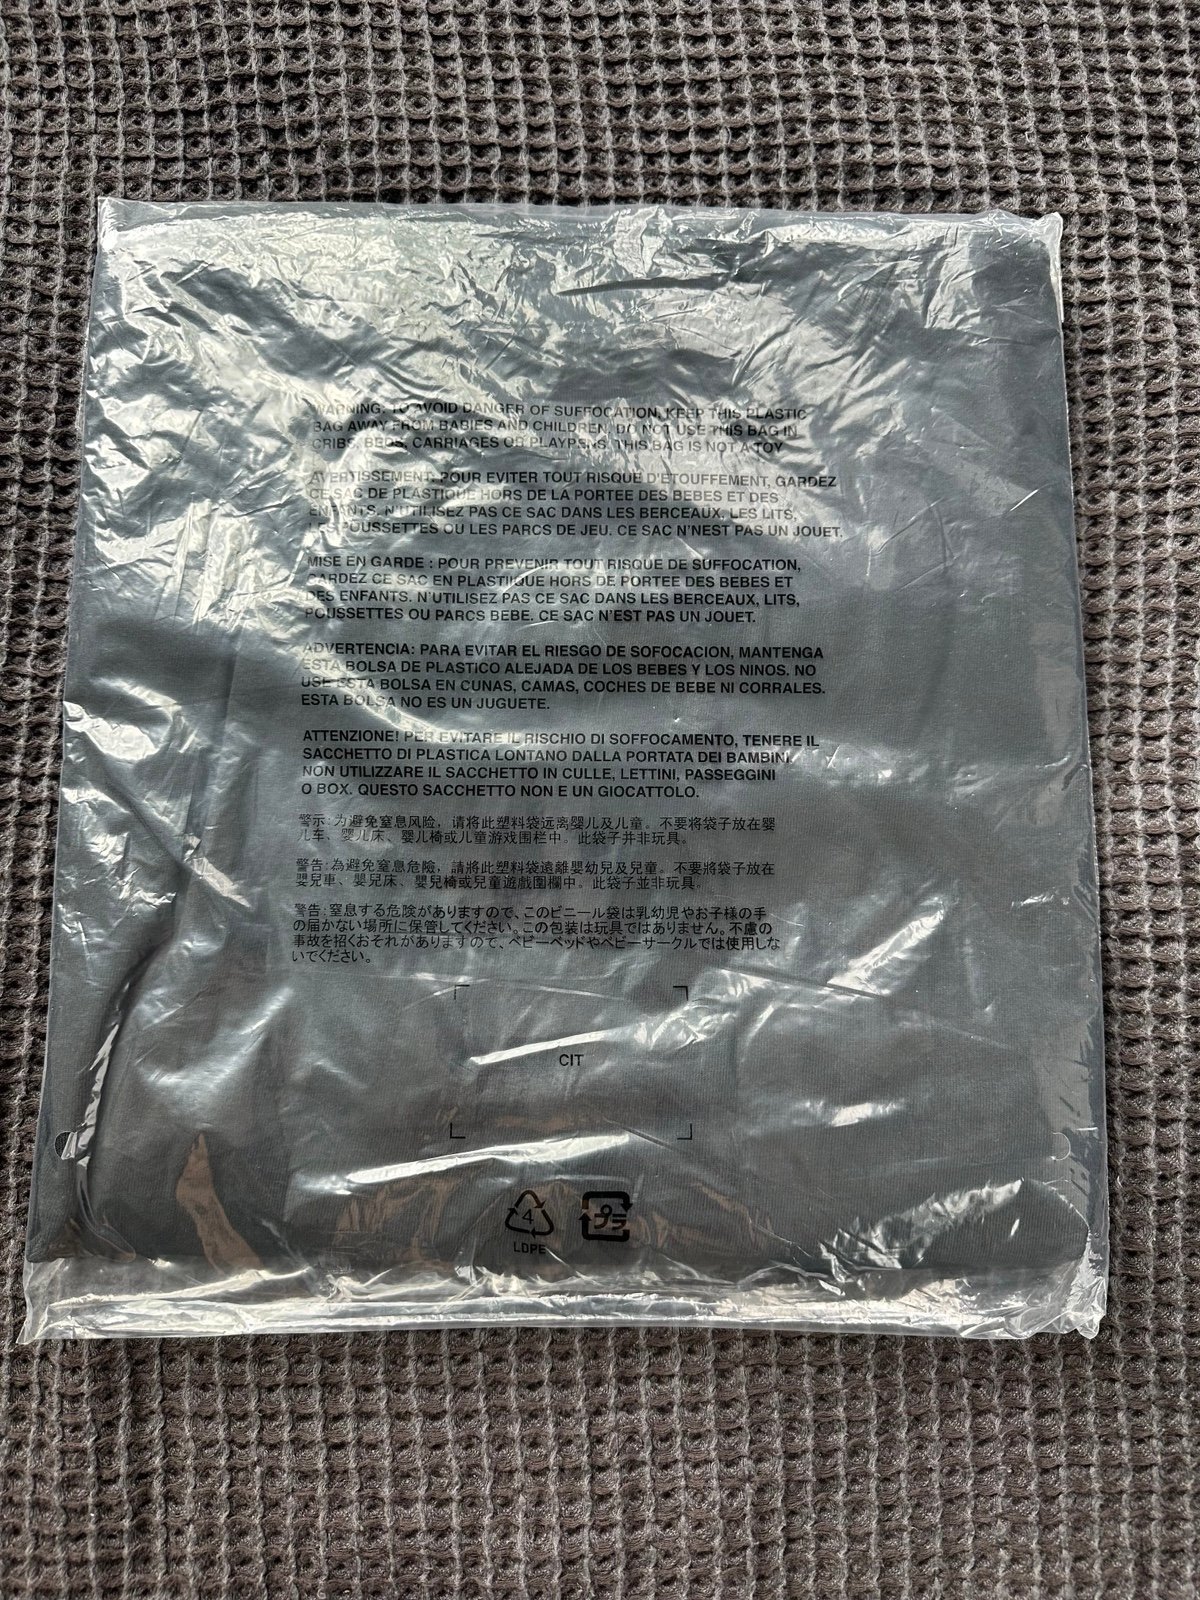 WARNING: TO AVOID DANGER OF SUFFOCATION, KEEP THIS PLASTIC
BAG AWAY FROM BABIES AND CHILDREN, DO NOT USE THIS BAG IN
CRIBS, BEDS, CARRIAGES OR PLAYPENS. THIS BAG IS NOT A TOY
AVERTISSEMENT, POUR EVITER TOUT RISQUE D'ETOUFFEMENT, GARDEZ
CE SAC DE PLASTIQUE HORS DE LA PORTEE DES BEBES ET DES
ENFANTS. N'UTILISEZ PAS CE SAC DANS LES BERCEAUX. LES LITS,
LES POUSSETTES OU LES PARCS DE JEU. CE SAC N'NEST PAS UN JOUET.
MISE EN GARDE : POUR PREVENIR TOUT RISQUE DE SUFFOCATION,
GARDEZ CE SAC EN PLASTIIQUE HORS DE PORTEE DES BEBES ET
DES ENFANTS. N'UTILISEZ PAS CE SAC DANS LES BERCEAUX, LITS,
POUSSETTES OU PARCS BEBE. CE SAC N'EST PAS UN JOUET.
ADVERTENCIA: PARA EVITAR EL RIESGO DE SOFOCACION, MANTENGA
ESTA BOLSA DE PLASTICO ALEJADA DE LOS BEBES Y LOS NINOS. NO
USE ESTA BOLSA EN CUNAS, CAMAS, COCHES DE BEBE NI CORRALES.
ESTA BOLSA NO ES UN JUGUETE.
ATTENZIONE! PER EVITARE IL RISCHIO DI SOFFOCAMENTO, TENERE IL
SACCHETTO DI PLASTICA LONTANO DALLA PORTATA DEI BAMBINI.
NON UTILIZZARE IL SACCHETTO IN CULLE, LETTINI, PASSEGGINI
O BOX. QUESTO SACCHETTO NON E UN GIOCATTOLO.
警示:为避免窒息风险，请将此塑料袋远离婴儿及儿童。不要将袋子放在婴
儿车、婴儿床、婴儿椅或儿童游戏围栏中。此袋子并非玩具。
警告:為避免窒息危險，請將此塑料袋遠離嬰幼兒及兒童。不要將袋子放在
嬰兒車、嬰兒床、嬰兒椅或兒童遊戲圍欄中。此袋子並非玩具。
警告:窒息する危険がありますので、このビニール袋は乳幼児やお子様の手
の届かない場所に保管してください。この包装は玩具ではありません。不慮の
事故を招くおそれがありますので、ベビーベッドやベビーサークルでは使用しな
いでください。
CIT
4
LDPE
プラ